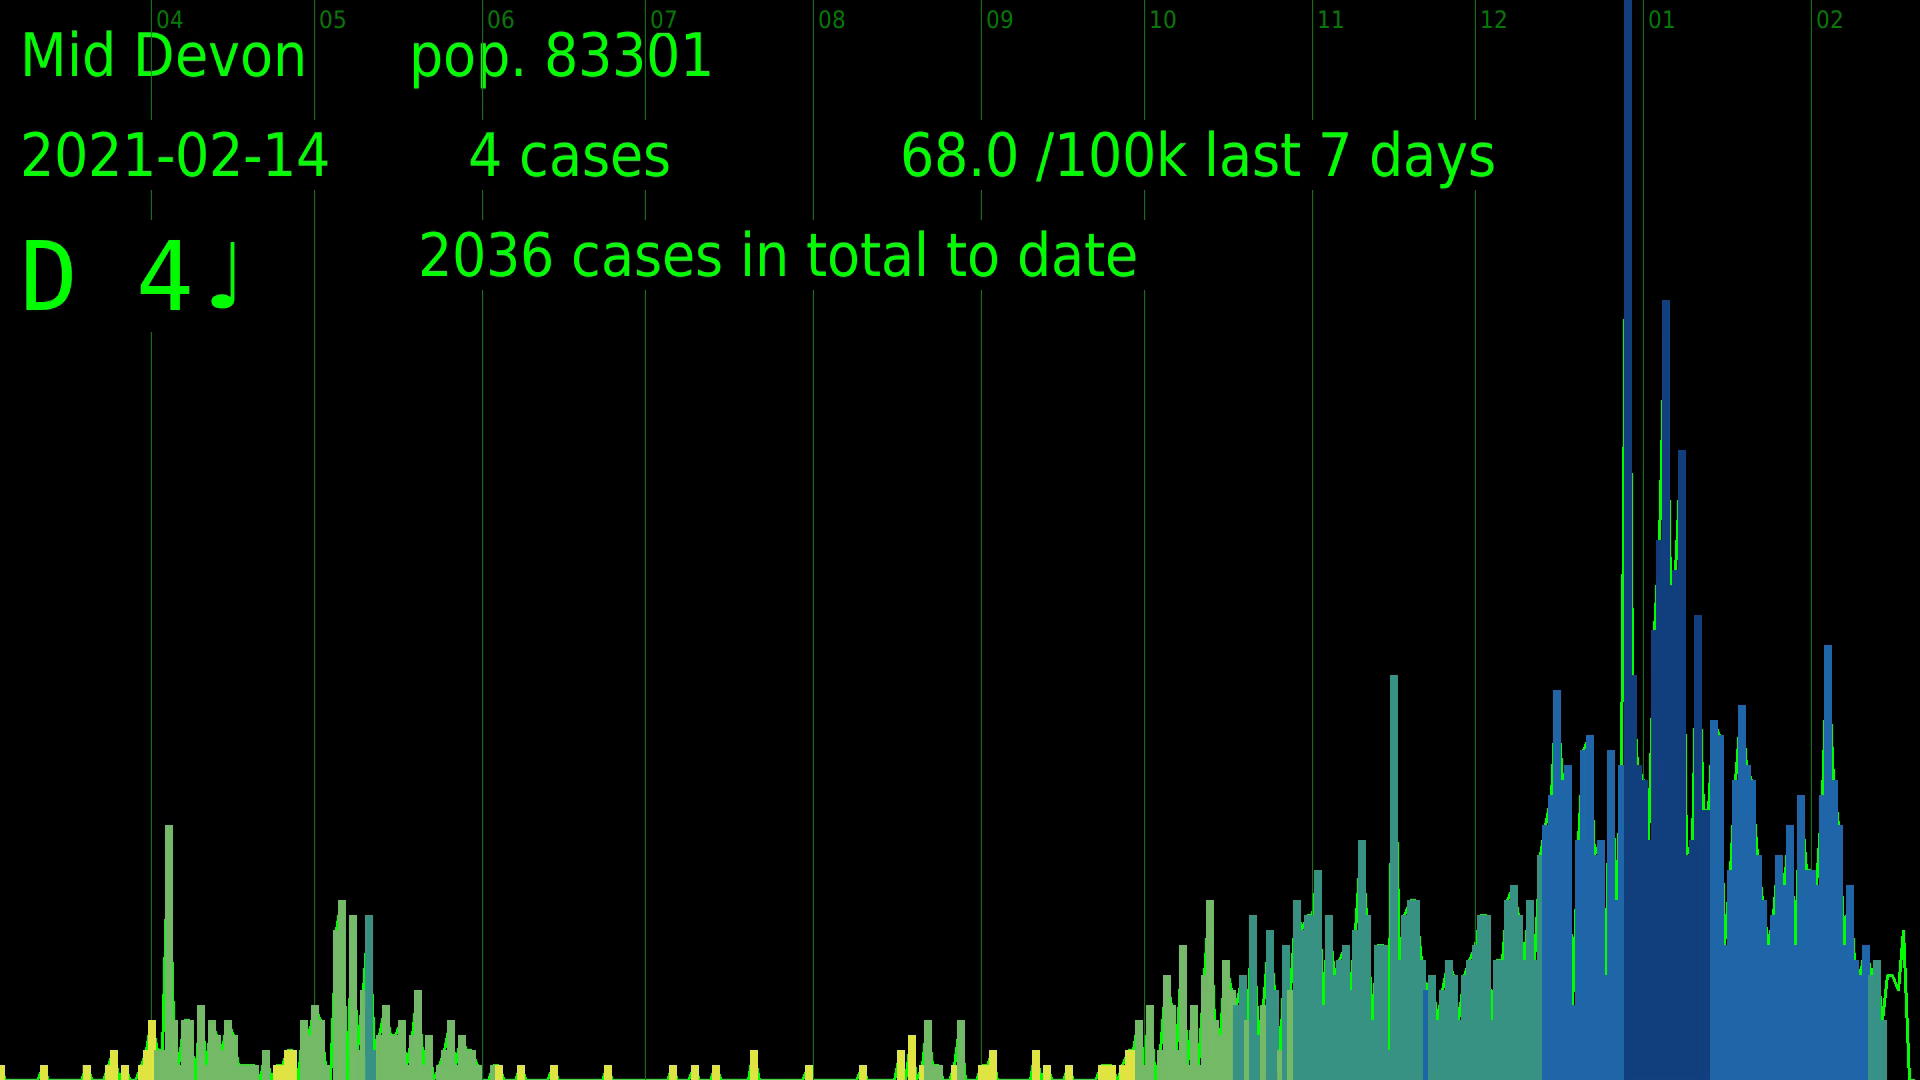 04 05 06 07 08 09 10 11 12 01 02
Mid Devon pop. 83301
2021-02-14 4 cases 68.0 /100k last 7 days
D 4♩ 2036 cases in total to date